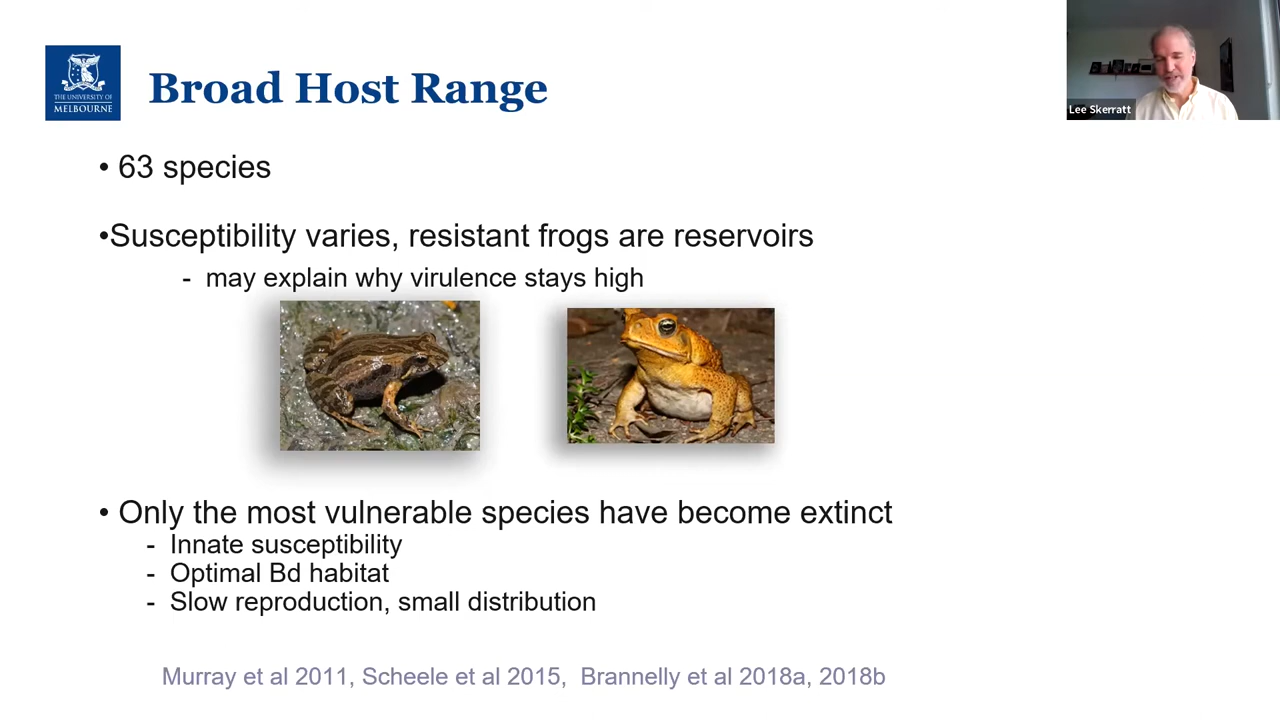 THE UNIVERSITY OF
MELBOURNE
Broad Host Range
Lee Skerratt
• 63 species
•Susceptibility varies, resistant frogs are reservoirs
- may explain why virulence stays high
• Only the most vulnerable species have become extinct
- Innate susceptibility
- Optimal Bd habitat
- Slow reproduction, small distribution
Murray et al 2011, Scheele et al 2015, Brannelly et al 2018a, 2018b